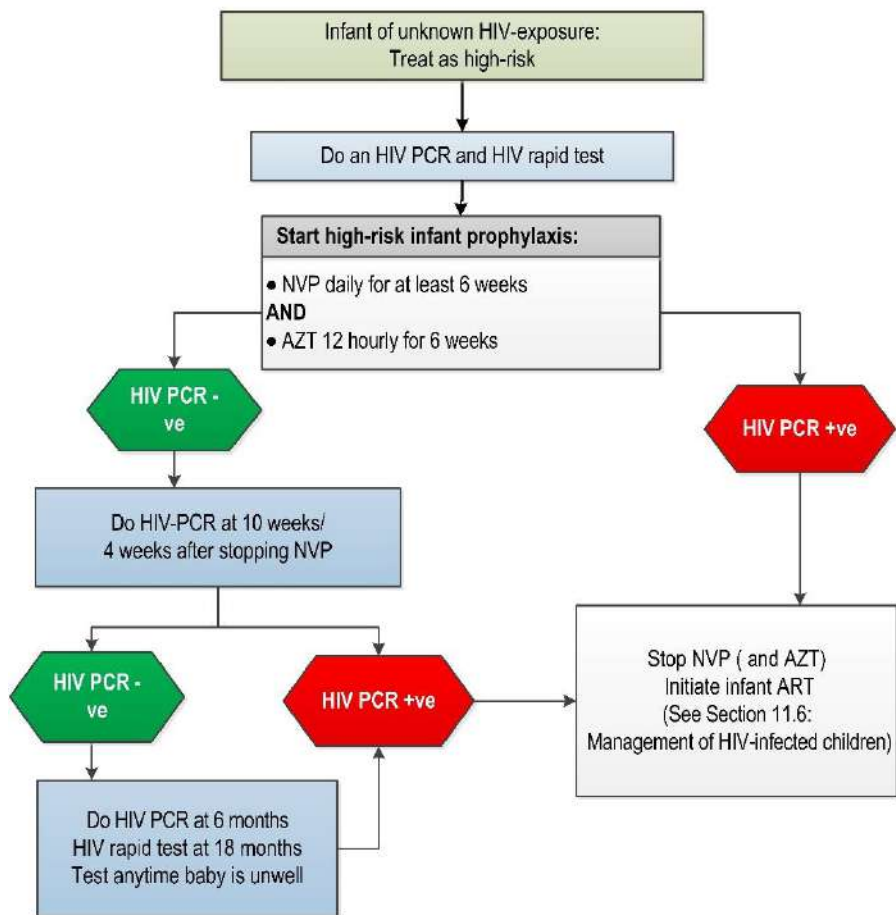 Infant of unknown HIV-exposure:
Treat as high-risk
Do an HIV PCR and HIV rapid test
Start high-risk infant prophylaxis:
● NVP daily for at least 6 weeks
AND
● AZT 12 hourly for 6 weeks
HIV PCR -
ve
HIV PCR +ve
Do HIV-PCR at 10 weeks/
4 weeks after stopping NVP
HIV PCR -
ve
HIV PCR +ve
Stop NVP ( and AZT)
Initiate infant ART
(See Section 11.6:
Management of HIV-infected children)
Do HIV PCR at 6 months
HIV rapid test at 18 months
Test anytime baby is unwell